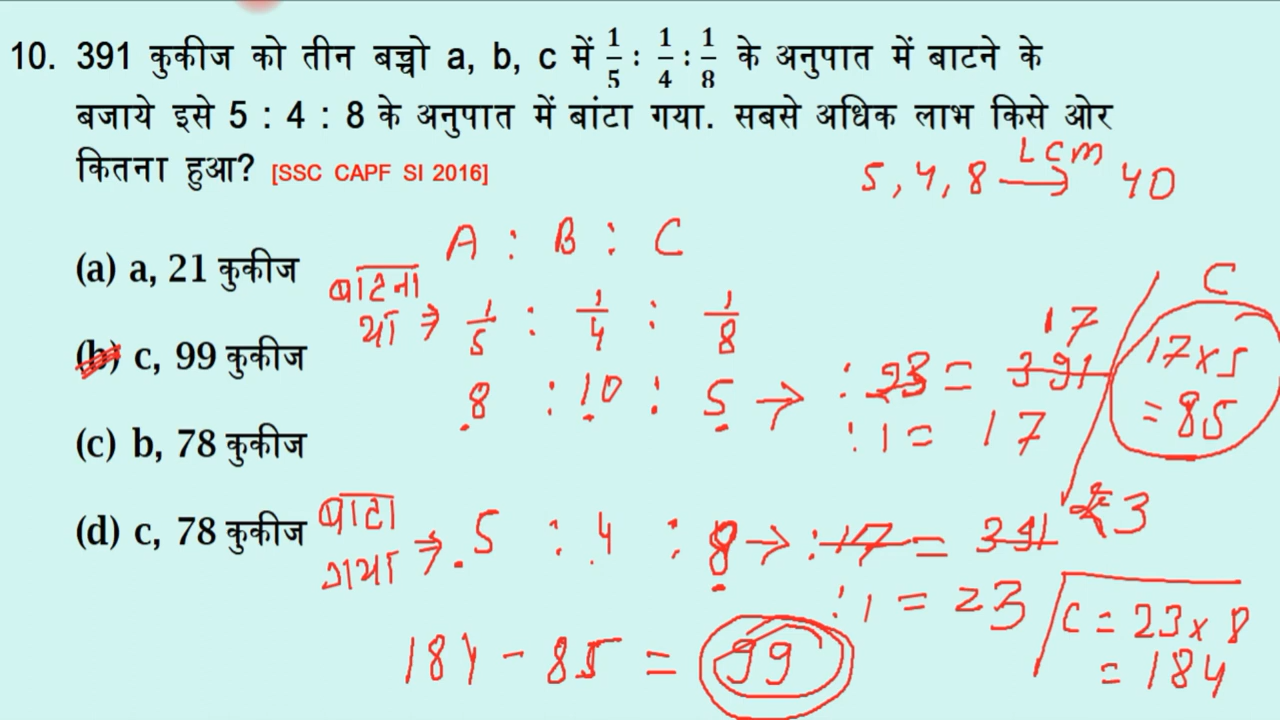 10. 391 कुकीज को तीन बच्चो a, b, c में 1/5 : 1/4 : 1/8 के अनुपात में बाटने के
बजाये इसे 5 : 4 : 8 के अनुपात में बांटा गया. सबसे अधिक लाभ किसे ओर
कितना हुआ? [SSC CAPF SI 2016]
5, 4, 8 → LCM 40
A : B : C
(a) a, 21 कुकीज
बाटना
था ⇒ 1/5 : 1/4 : 1/8
(b) c, 99 कुकीज
8 : 10 : 5 → : 23 = 391 17
: 1 = 17
C
17×5
= 85
(c) b, 78 कुकीज
(d) c, 78 कुकीज
बाटा
गया ⇒ 5 : 4 : 8 → : 17 = 391 23
: 1 = 23
C = 23 × 8
= 184
184 - 85 = 99